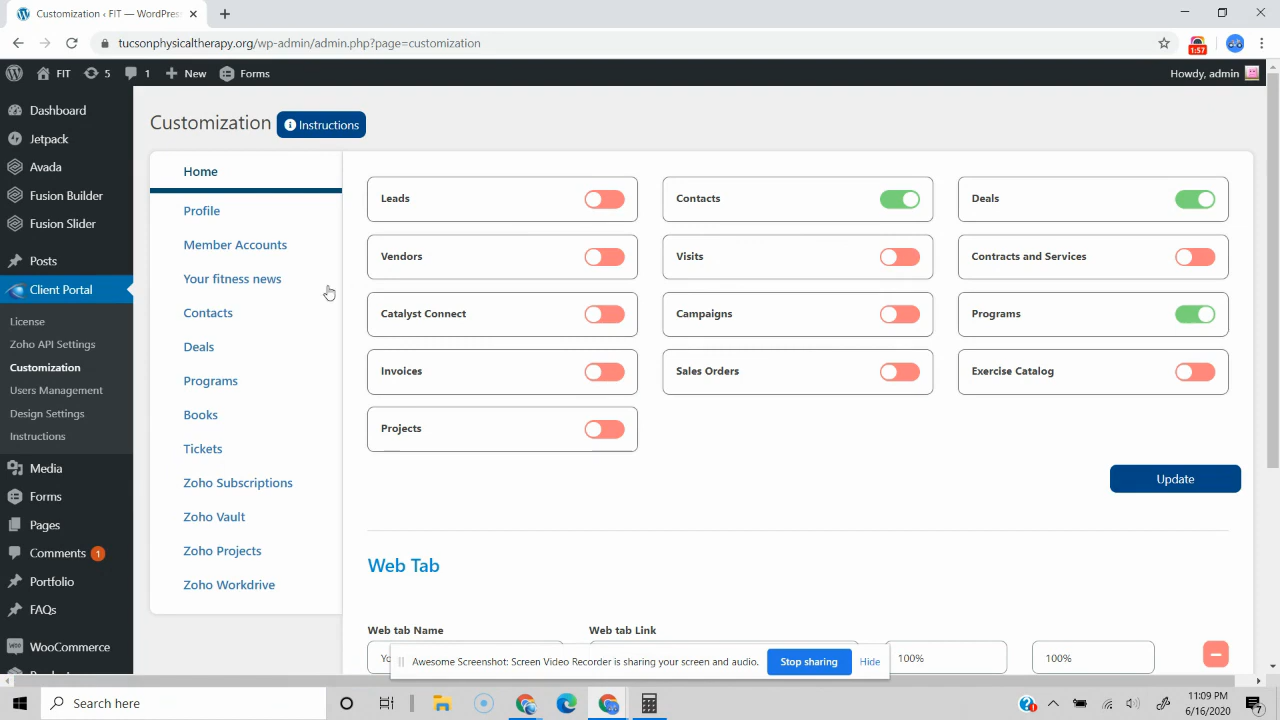 Customization ‹ FIT — WordPres
tucsonphysicaltherapy.org/wp-admin/admin.php?page=customization
1:57
FIT
5
1
New
Forms
Howdy, admin
Dashboard
Jetpack
Avada
Fusion Builder
Fusion Slider
Posts
Client Portal
License
Zoho API Settings
Customization
Users Management
Design Settings
Instructions
Media
Forms
Pages
Comments 1
Portfolio
FAQs
WooCommerce
Customization
Instructions
Home
Profile
Member Accounts
Your fitness news
Contacts
Deals
Programs
Books
Tickets
Zoho Subscriptions
Zoho Vault
Zoho Projects
Zoho Workdrive
Leads
Contacts
Deals
Vendors
Visits
Contracts and Services
Catalyst Connect
Campaigns
Programs
Invoices
Sales Orders
Exercise Catalog
Projects
Update
Web Tab
Web tab Name
Web tab Link
100%
100%
Awesome Screenshot: Screen Video Recorder is sharing your screen and audio.
Stop sharing
Hide
Search here
11:09 PM
6/16/2020
7